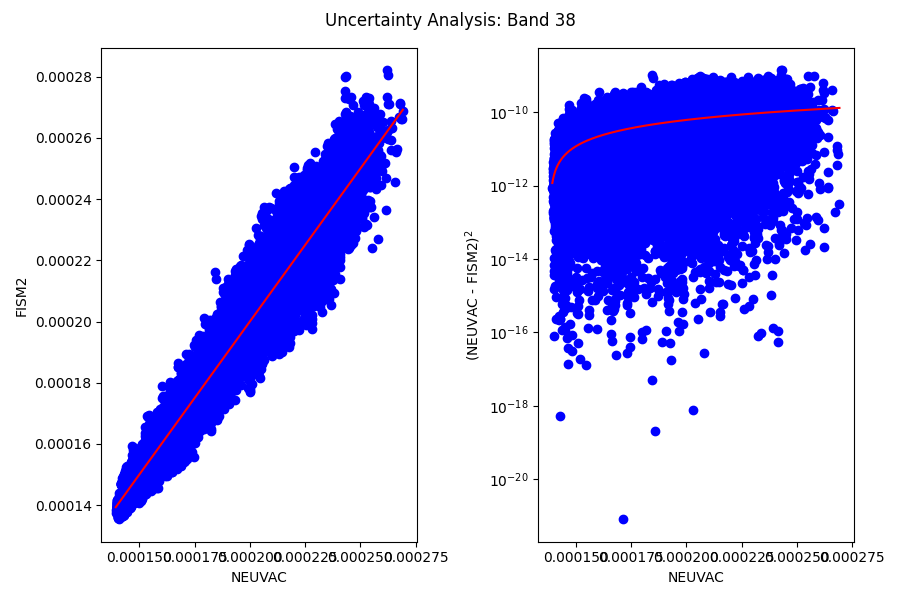 Uncertainty Analysis: Band 38
FISM2
0.00028
0.00026
0.00024
0.00022
0.00020
0.00018
0.00016
0.00014
0.000150 0.000175 0.000200 0.000225 0.000250 0.000275
NEUVAC
(NEUVAC - FISM2)²
10⁻¹⁰
10⁻¹²
10⁻¹⁴
10⁻¹⁶
10⁻¹⁸
10⁻²⁰
0.000150 0.000175 0.000200 0.000225 0.000250 0.000275
NEUVAC